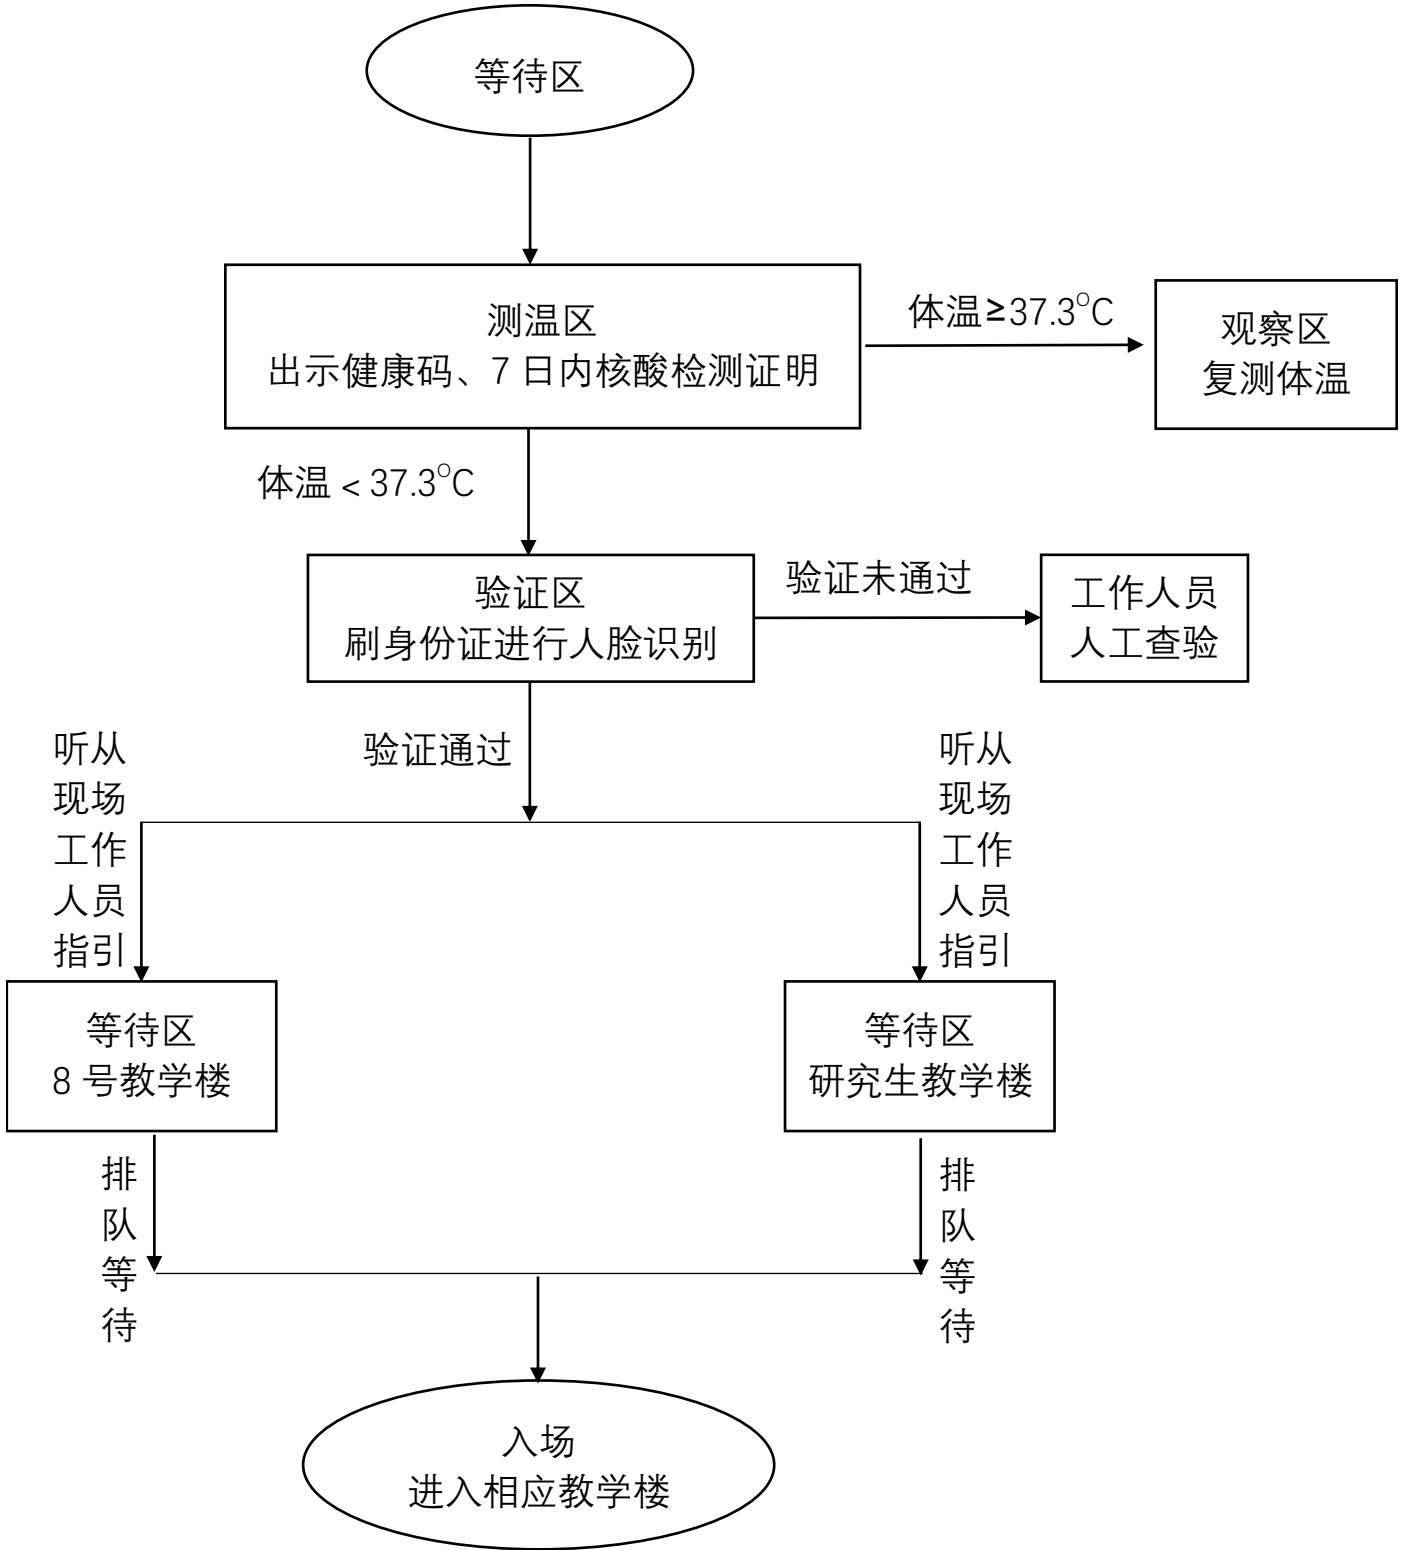 等待区
测温区
出示健康码、7 日内核酸检测证明
体温≥37.3℃
观察区
复测体温
体温 < 37.3℃
验证区
刷身份证进行人脸识别
验证未通过
工作人员
人工查验
验证通过
听从
现场
工作
人员
指引
听从
现场
工作
人员
指引
等待区
8 号教学楼
等待区
研究生教学楼
排
队
等
待
排
队
等
待
入场
进入相应教学楼